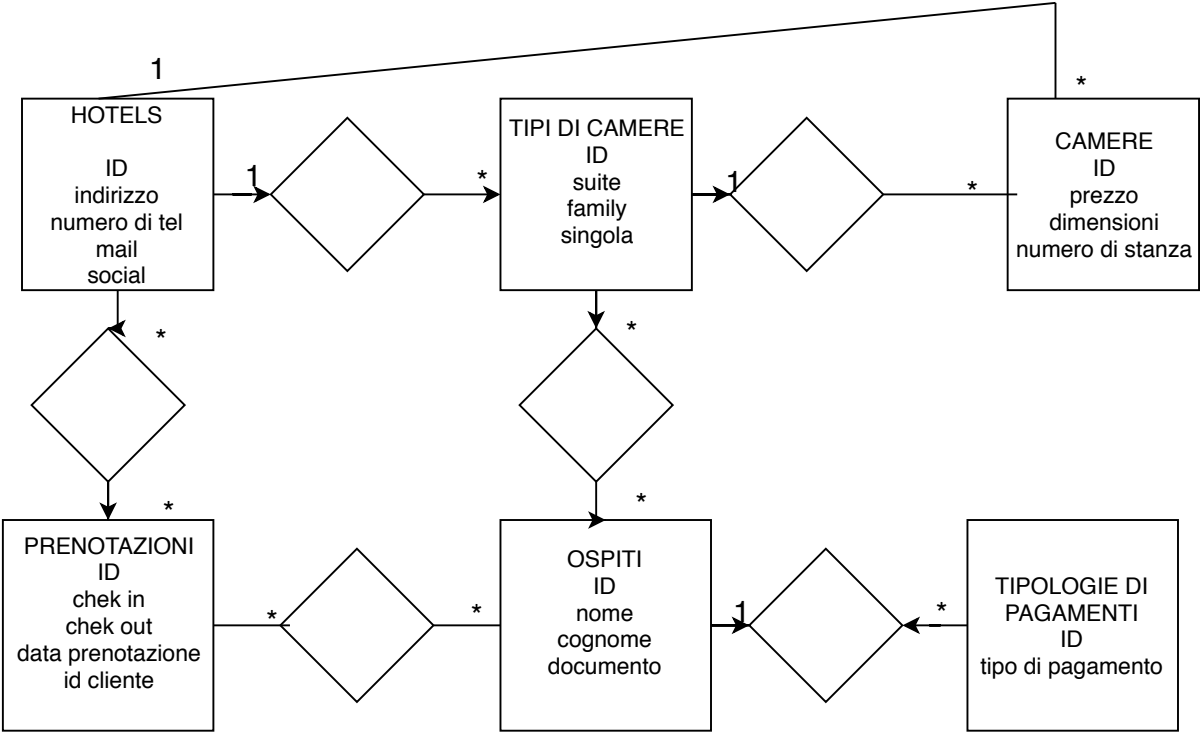 1
*
HOTELS
ID
indirizzo
numero di tel
mail
social
1
*
TIPI DI CAMERE
ID
suite
family
singola
1
*
CAMERE
ID
prezzo
dimensioni
numero di stanza
*
*
*
*
PRENOTAZIONI
ID
chek in
chek out
data prenotazione
id cliente
*
*
OSPITI
ID
nome
cognome
documento
1
*
TIPOLOGIE DI
PAGAMENTI
ID
tipo di pagamento